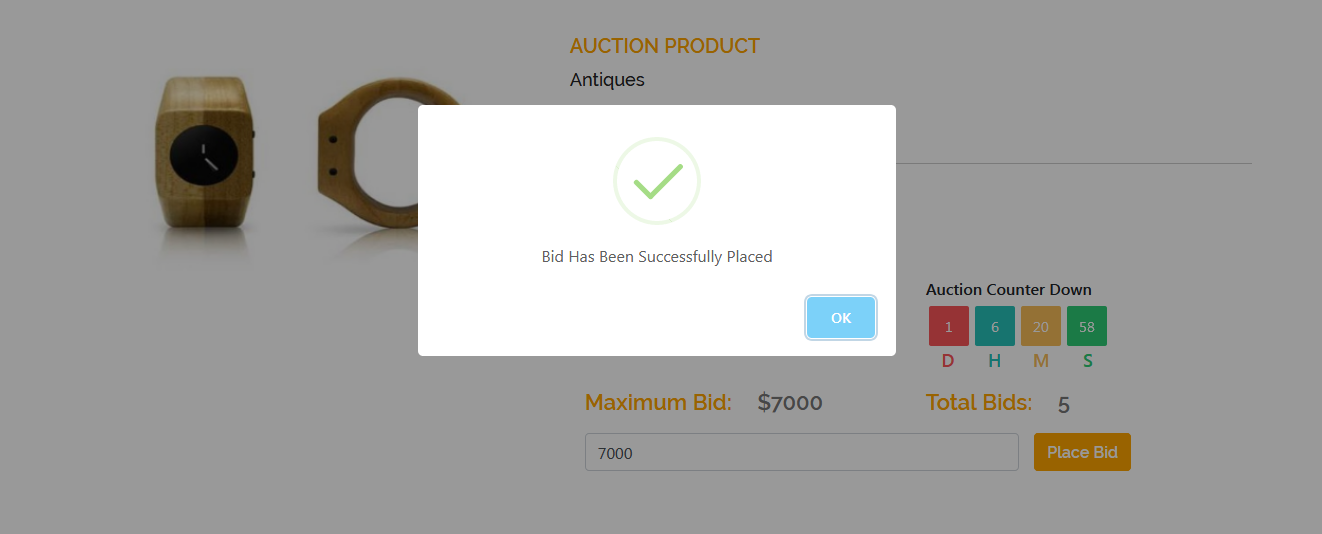 AUCTION PRODUCT
Antiques
Bid Has Been Successfully Placed
OK
Auction Counter Down
1 6 20 58
D H M S
Maximum Bid: $7000 Total Bids: 5
7000 Place Bid